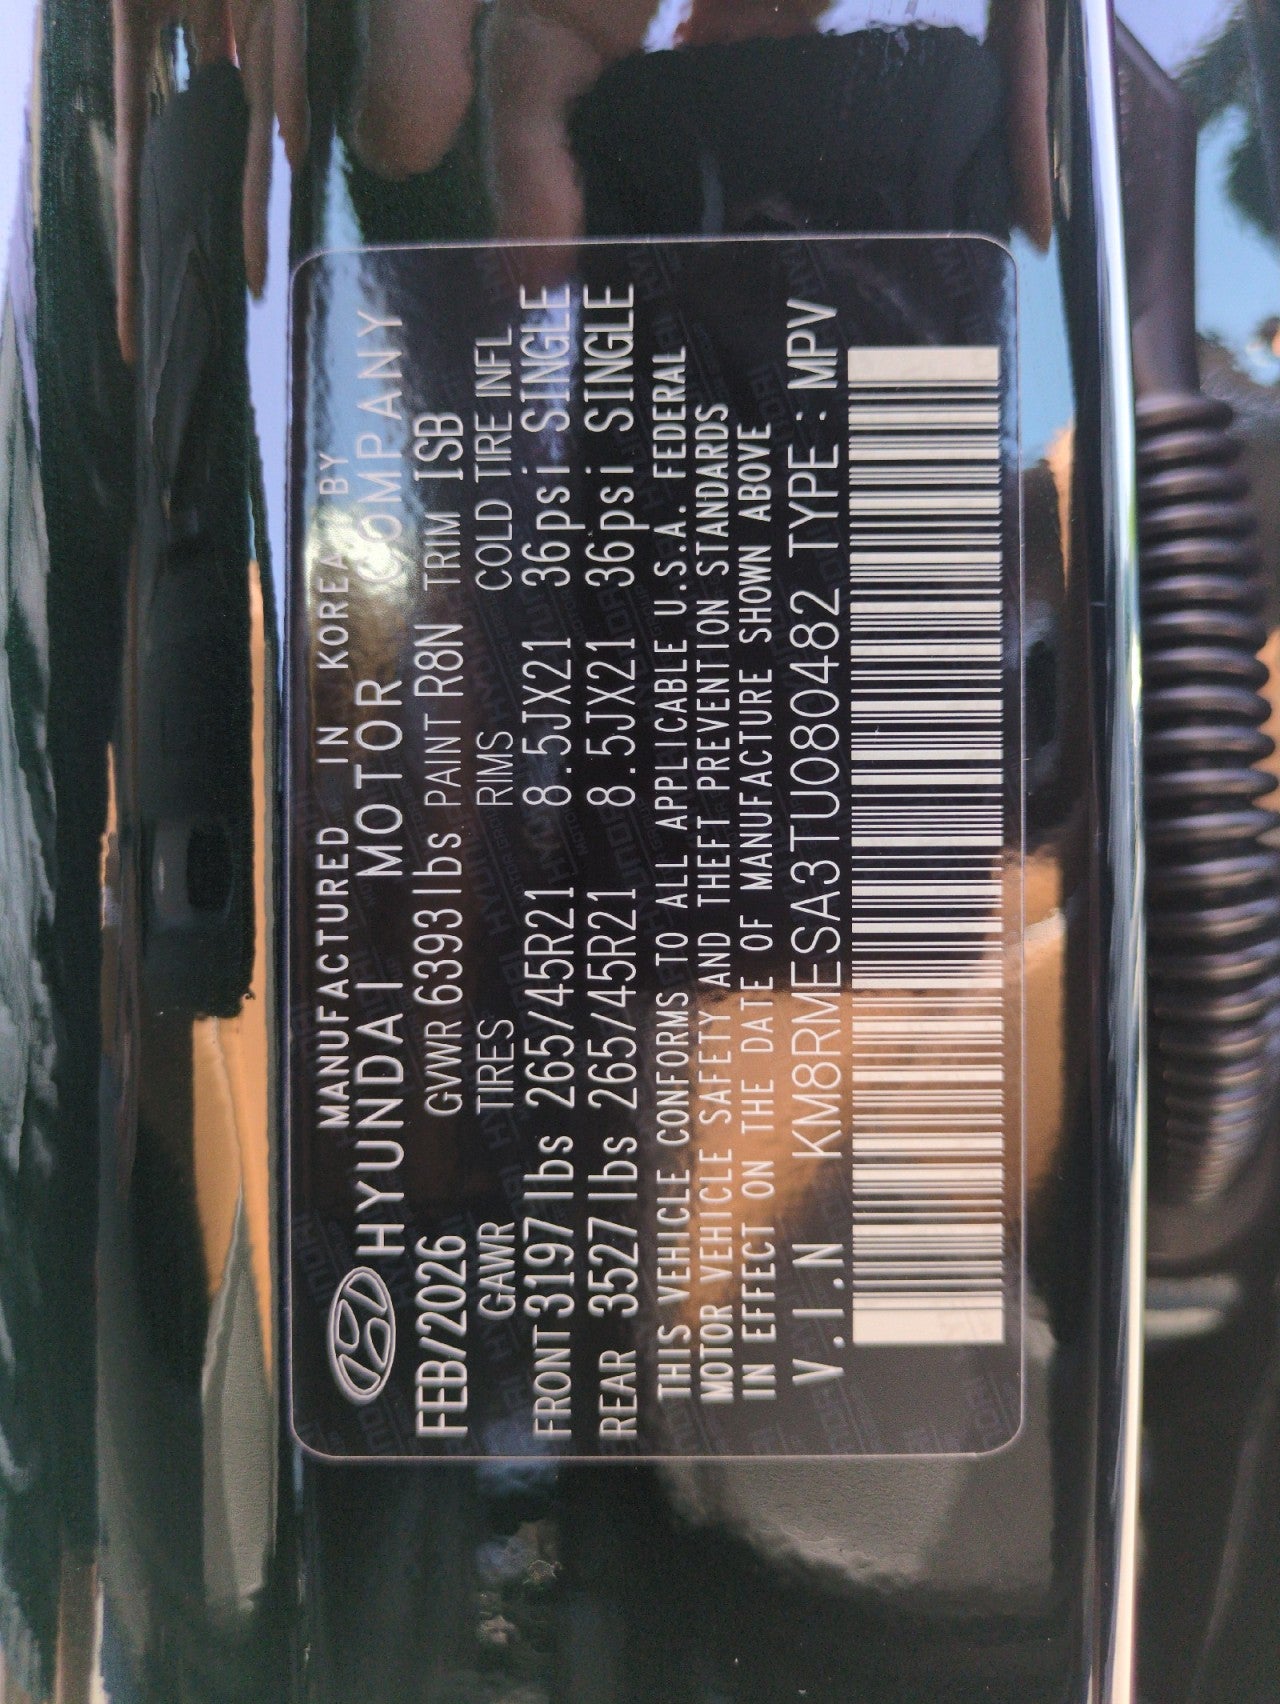 MANUFACTURED IN KOREA BY
HYUNDAI MOTOR COMPANY
FEB/2026 GVWR 6393lbs PAINT R8N TRIM ISB
GAWR TIRES RIMS COLD TIRE INFL
FRONT 3197lbs 265/45R21 8.5JX21 36psi SINGLE
REAR 3527lbs 265/45R21 8.5JX21 36psi SINGLE
THIS VEHICLE CONFORMS TO ALL APPLICABLE U.S.A. FEDERAL
MOTOR VEHICLE SAFETY AND THEFT PREVENTION STANDARDS
IN EFFECT ON THE DATE OF MANUFACTURE SHOWN ABOVE
V.I.N KM8RMESA3TU080482 TYPE : MPV